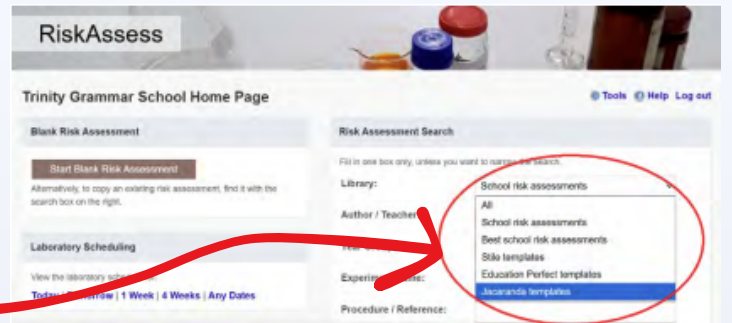 RiskAssess
Trinity Grammar School Home Page
Tools Help Log out
Blank Risk Assessment
Start Blank Risk Assessment
Alternatively, to copy an existing risk assessment, find it with the
search box on the right.
Laboratory Scheduling
View the laboratory
Today | | 1 Week | 4 Weeks | Any Dates
Risk Assessment Search
Fill in one box only, unless you want to narrow the search.
Library:
School risk assessments
All
School risk assessments
Best school risk assessments
Stile templates
Education Perfect templates
Jacaranda templates
Author / Teacher:
Procedure / Reference: